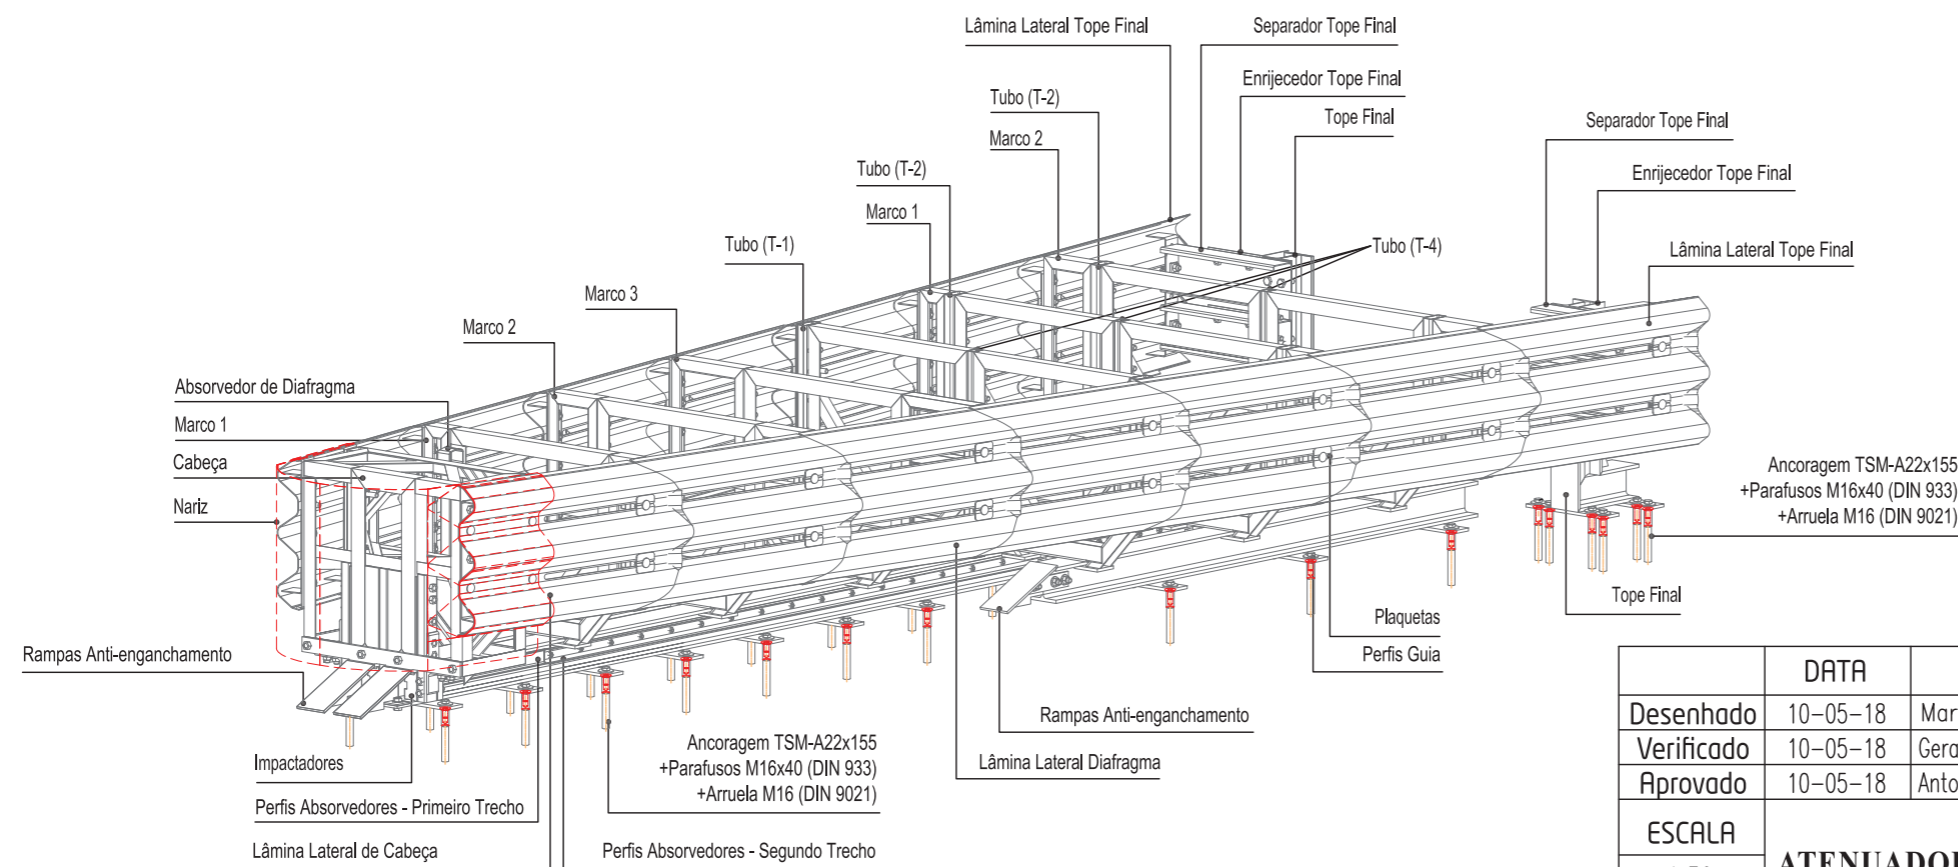 Lâmina Lateral Tope Final
Separador Tope Final
Enrijecedor Tope Final
Tubo (T-2)
Tope Final
Marco 2
Separador Tope Final
Tubo (T-2)
Enrijecedor Tope Final
Marco 1
Tubo (T-1)
Tubo (T-4)
Lâmina Lateral Tope Final
Marco 3
Marco 2
Absorvedor de Diafragma
Marco 1
Cabeça
Nariz
Ancoragem TSM-A22x155
+Parafusos M16x40 (DIN 933)
+Arruela M16 (DIN 9021)
Tope Final
Plaquetas
Perfis Guia
Rampas Anti-enganchamento
Rampas Anti-enganchamento
Impactadores
Ancoragem TSM-A22x155
+Parafusos M16x40 (DIN 933)
+Arruela M16 (DIN 9021)
Lâmina Lateral Diafragma
Perfis Absorvedores - Primeiro Trecho
Lâmina Lateral de Cabeça
Perfis Absorvedores - Segundo Trecho
DATA
Desenhado 10-05-18 Mar
Verificado 10-05-18 Gera
Aprovado 10-05-18 Anto
ESCALA
ATENUADOR